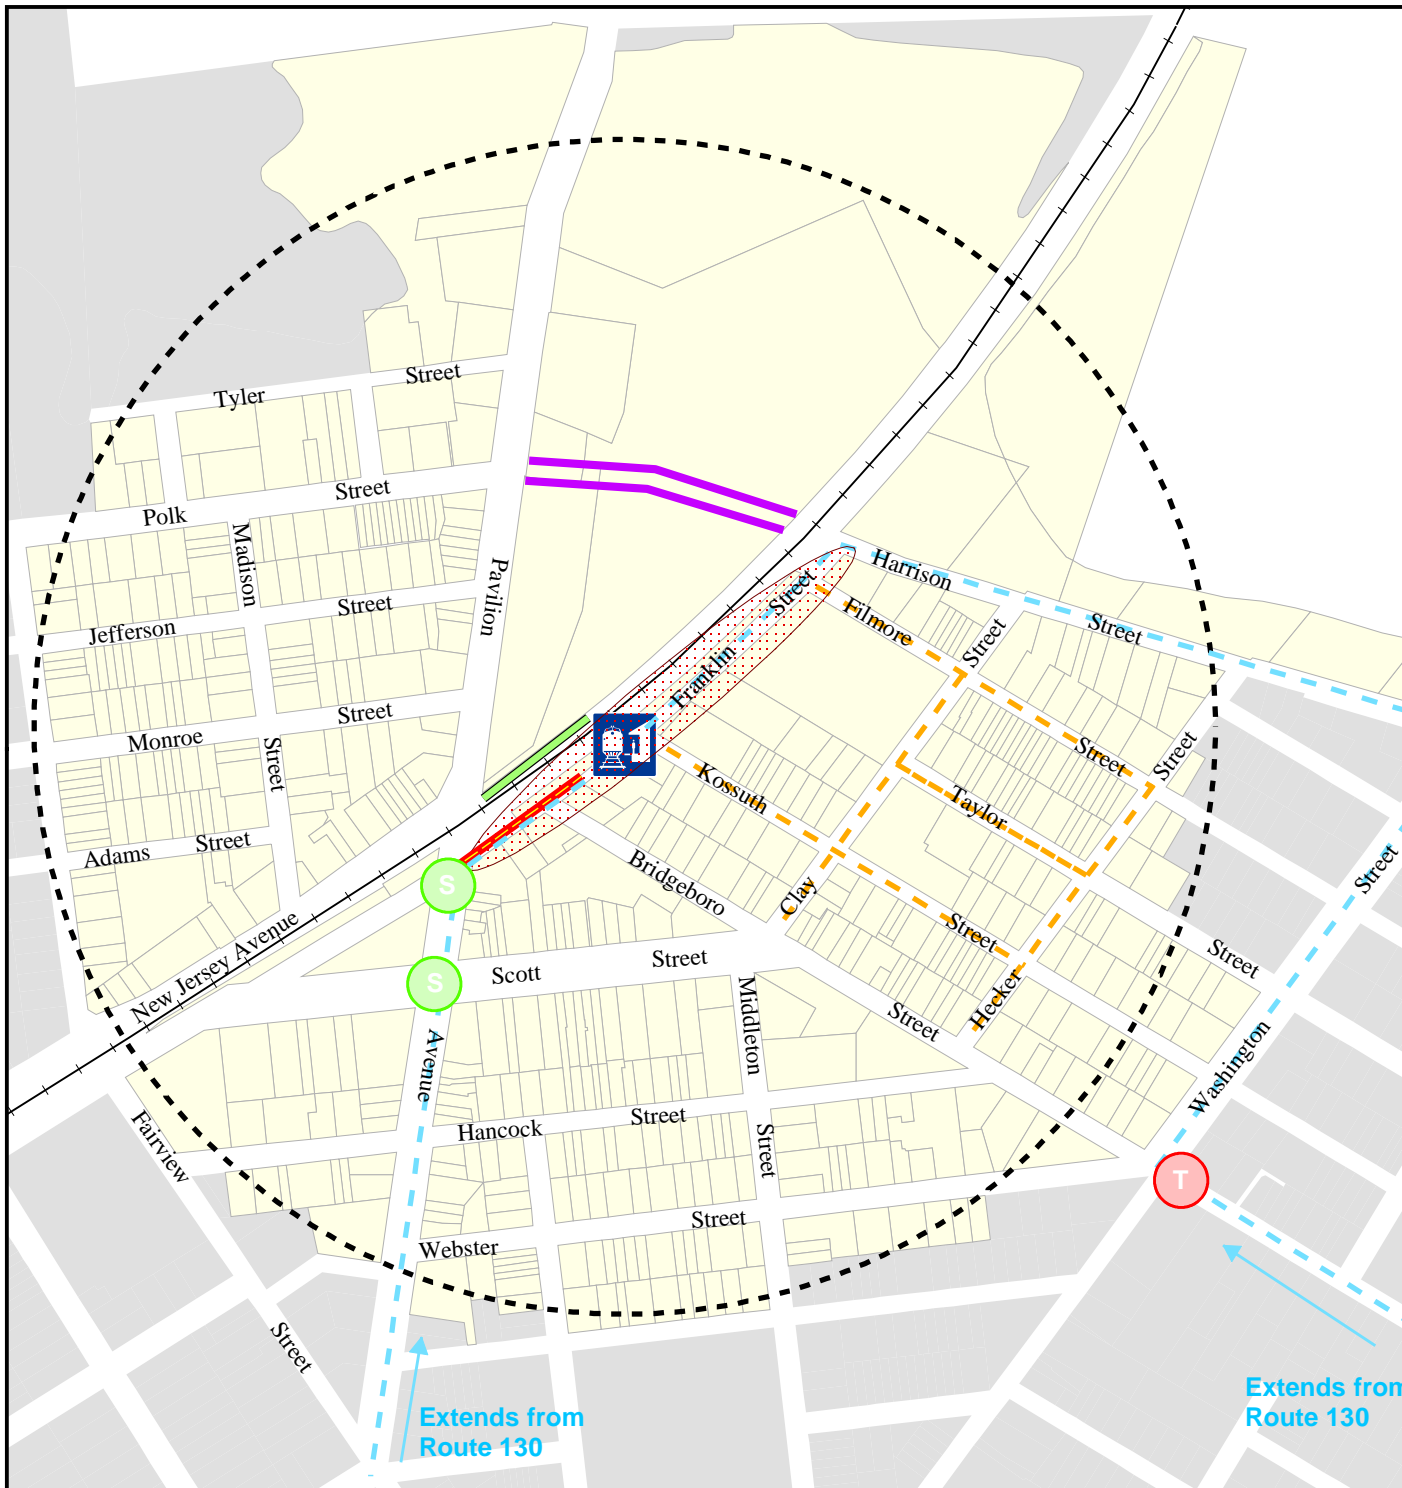 Street
Tyler
Street
Polk
Madison
Pavilion
Harrison
Street
Filmore
Street
Street
Jefferson
Street
Street
Franklin
Street
Monroe
Street
Street
Street
Kossuth
Taylor
Adams
Street
Bridgeboro
Clay
Street
S
New Jersey Avenue
Street
Street
Street
Scott
S
Middleton
Hecker
Street
Avenue
Washington
Street
Hancock
Fairview
Street
T
Street
Webster
Street
Extends from
Route 130
Extends from
Route 130